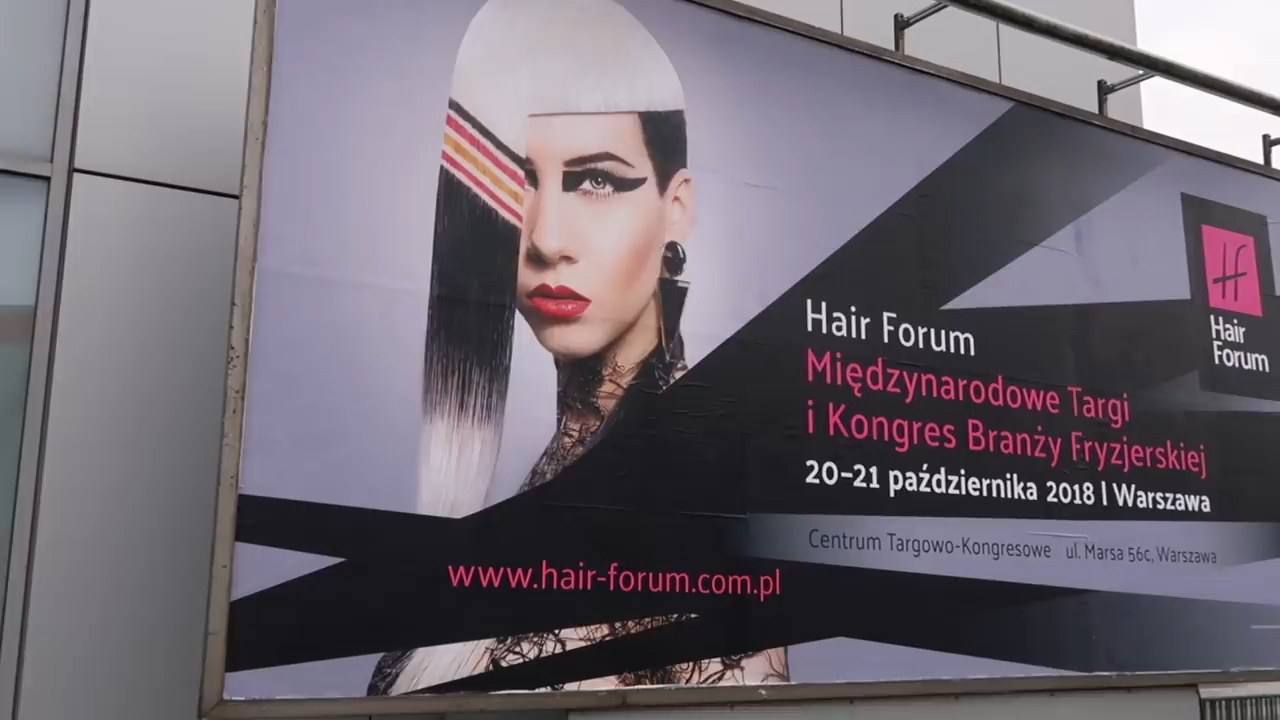 Hair
Forum
Hair Forum
Międzynarodowe Targi
i Kongres Branży Fryzjerskiej
20-21 października 2018 | Warszawa
Centrum Targowo-Kongresowe ul. Marsa 56c, Warszawa
www.hair-forum.com.pl